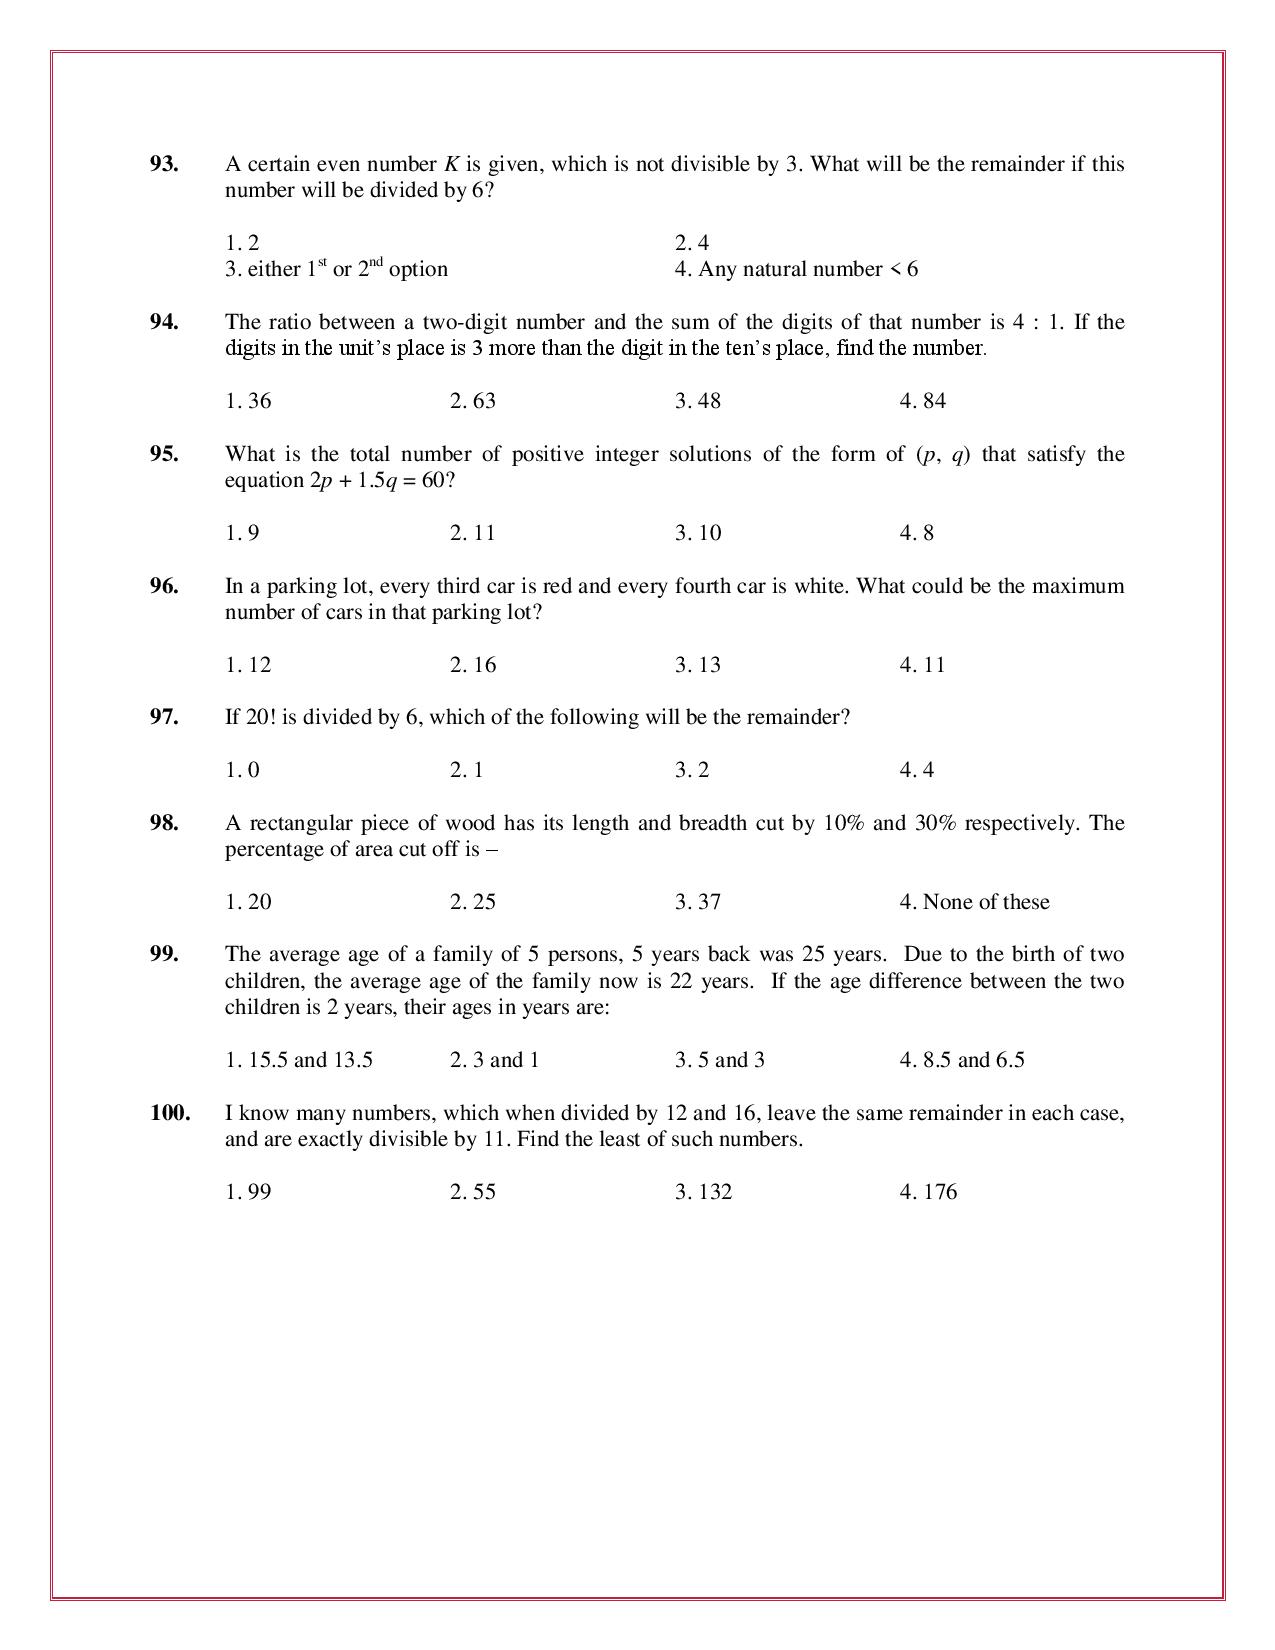 93. A certain even number K is given, which is not divisible by 3. What will be the remainder if this
number will be divided by 6?
1. 2 2. 4
3. either 1st or 2nd option 4. Any natural number < 6
94. The ratio between a two-digit number and the sum of the digits of that number is 4 : 1. If the
digits in the unit’s place is 3 more than the digit in the ten’s place, find the number.
1. 36 2. 63 3. 48 4. 84
95. What is the total number of positive integer solutions of the form of (p, q) that satisfy the
equation 2p + 1.5q = 60?
1. 9 2. 11 3. 10 4. 8
96. In a parking lot, every third car is red and every fourth car is white. What could be the maximum
number of cars in that parking lot?
1. 12 2. 16 3. 13 4. 11
97. If 20! is divided by 6, which of the following will be the remainder?
1. 0 2. 1 3. 2 4. 4
98. A rectangular piece of wood has its length and breadth cut by 10% and 30% respectively. The
percentage of area cut off is –
1. 20 2. 25 3. 37 4. None of these
99. The average age of a family of 5 persons, 5 years back was 25 years. Due to the birth of two
children, the average age of the family now is 22 years. If the age difference between the two
children is 2 years, their ages in years are:
1. 15.5 and 13.5 2. 3 and 1 3. 5 and 3 4. 8.5 and 6.5
100. I know many numbers, which when divided by 12 and 16, leave the same remainder in each case,
and are exactly divisible by 11. Find the least of such numbers.
1. 99 2. 55 3. 132 4. 176